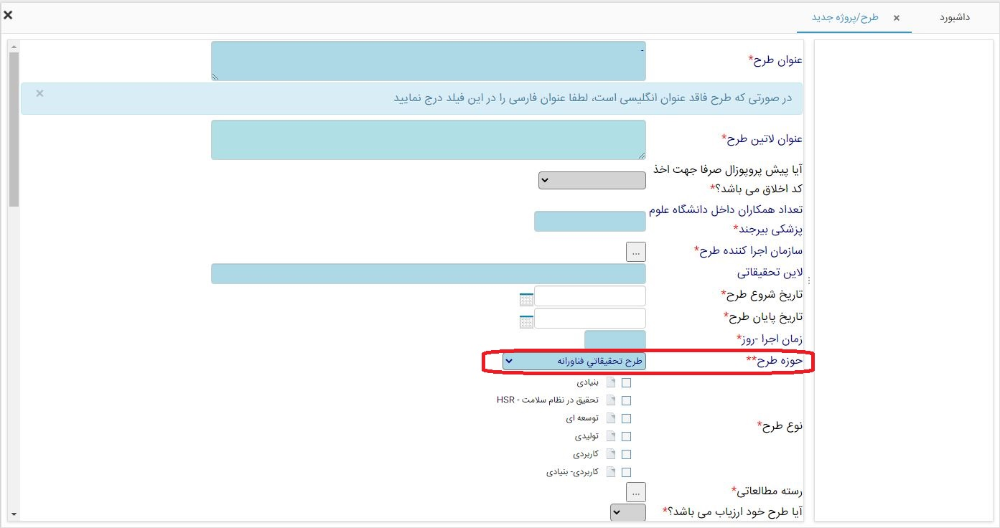 داشبورد
طرح/پروژه جدید ×
-
عنوان طرح*
در صورتی که طرح فاقد عنوان انگلیسی است، لطفا عنوان فارسی را در این فیلد درج نمایید ×
عنوان لاتین طرح*
آیا پیش پروپوزال صرفا جهت اخذ
کد اخلاق می باشد؟*
تعداد همکاران داخل دانشگاه علوم
پزشکی بیرجند*
سازمان اجرا کننده طرح* ...
لاین تحقیقاتی
تاریخ شروع طرح*
تاریخ پایان طرح*
زمان اجرا -روز*
حوزه طرح** طرح تحقیقاتي فناورانه
نوع طرح*
بنیادی
تحقیق در نظام سلامت - HSR
توسعه ای
تولیدی
کاربردی
کاربردی- بنیادی
رسته مطالعاتی* ...
آیا طرح خود ارزیاب می باشد؟*